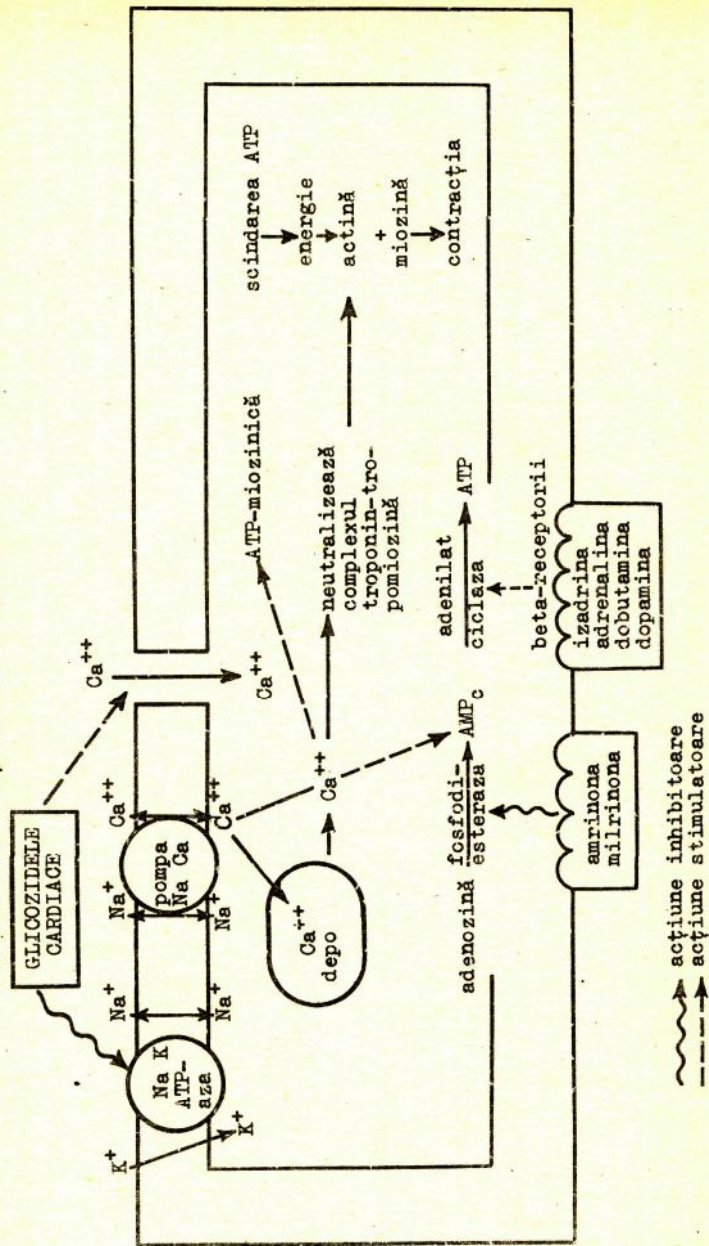 GLICOZIDELE
CARDIACE
Ca++
Na+
Na+
Ca++
K+
Na K
ATP-
aza
pompa
Na Ca
K+
Na+
Na+
Ca++
Ca++
scindarea ATP
energie
actină
+
miozină
contracția
ATP-miozinică
Ca++
depo
Ca++
neutralizează
complexul
troponin-tro-
pomiozină
adenozină
fosfodi-
esteraza
AMPc
adenilat
ciclaza
ATP
beta-receptorii
amrinona
milrinona
izadrina
adrenalina
dobutamina
dopamina
acțiune inhibitoare
acțiune stimulatoare